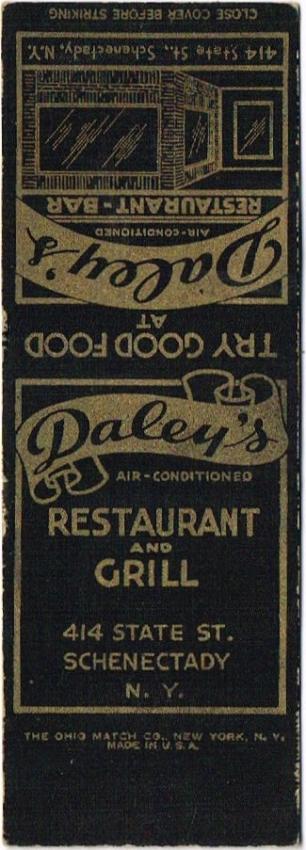 CLOSE COVER BEFORE STRIKING
414 State St., Schenectady, N.Y.
RESTAURANT-BAR
AIR-CONDITIONED
Daley's
AT
TRY GOOD FOOD
Daley's
AIR-CONDITIONED
RESTAURANT
AND
GRILL
414 STATE ST.
SCHENECTADY
N. Y.
THE OHIO MATCH CO., NEW YORK, N. Y.
MADE IN U.S.A.